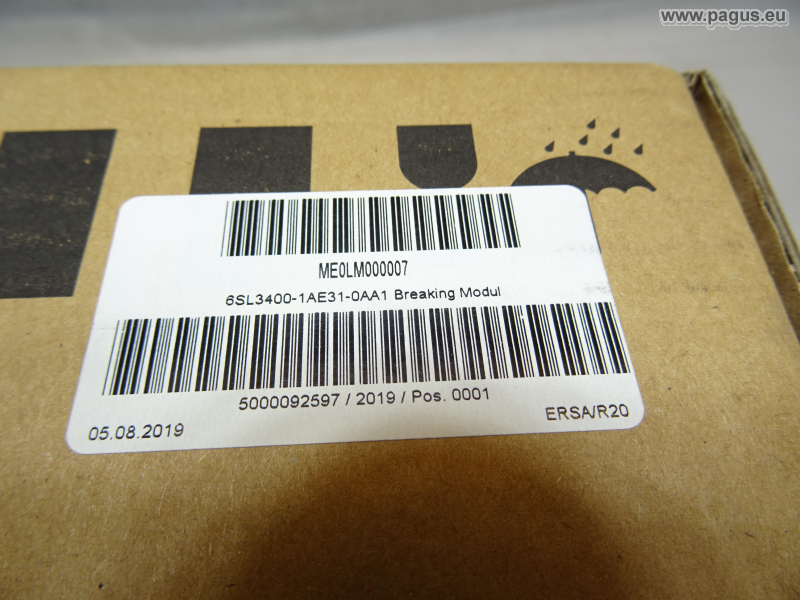 www.pagus.eu
ME0LM000007
6SL3400-1AE31-0AA1 Breaking Modul
5000092597 / 2019 / Pos. 0001
05.08.2019
ERSA/R20